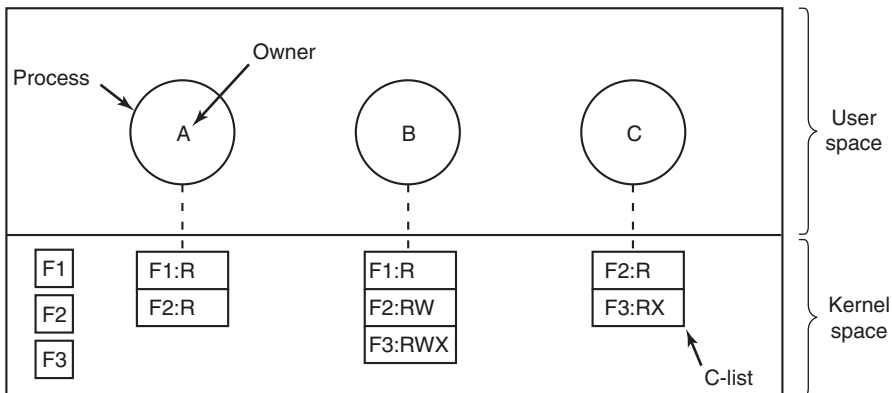 Owner
Process
A
B
C
User
space
F1
F2
F3
F1:R
F2:R
F1:R
F2:RW
F3:RWX
F2:R
F3:RX
C-list
Kernel
space